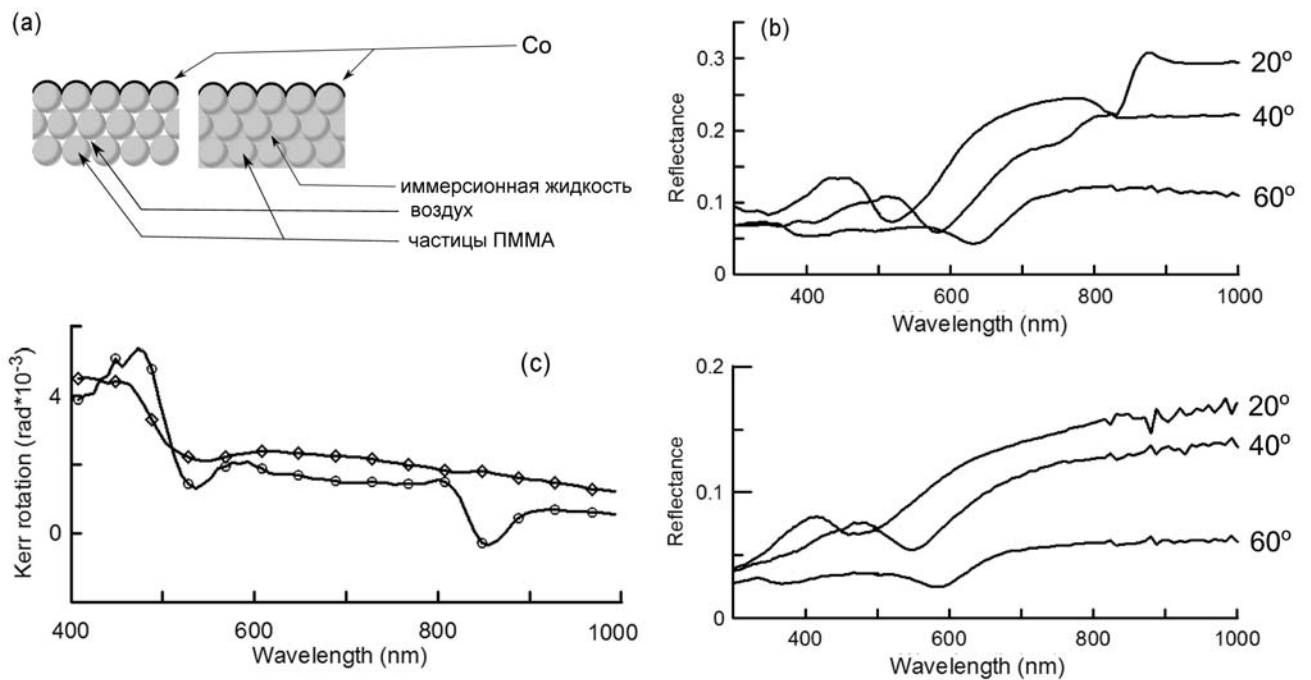 (a)
Co
иммерсионная жидкость
воздух
частицы ПММА
(b)
Reflectance
0.3
0.2
0.1
0
20º
40º
60º
400
600
800
1000
Wavelength (nm)
(c)
Kerr rotation (rad*10⁻³)
4
0
400
600
800
1000
Wavelength (nm)
Reflectance
0.2
0.1
0
20º
40º
60º
400
600
800
1000
Wavelength (nm)